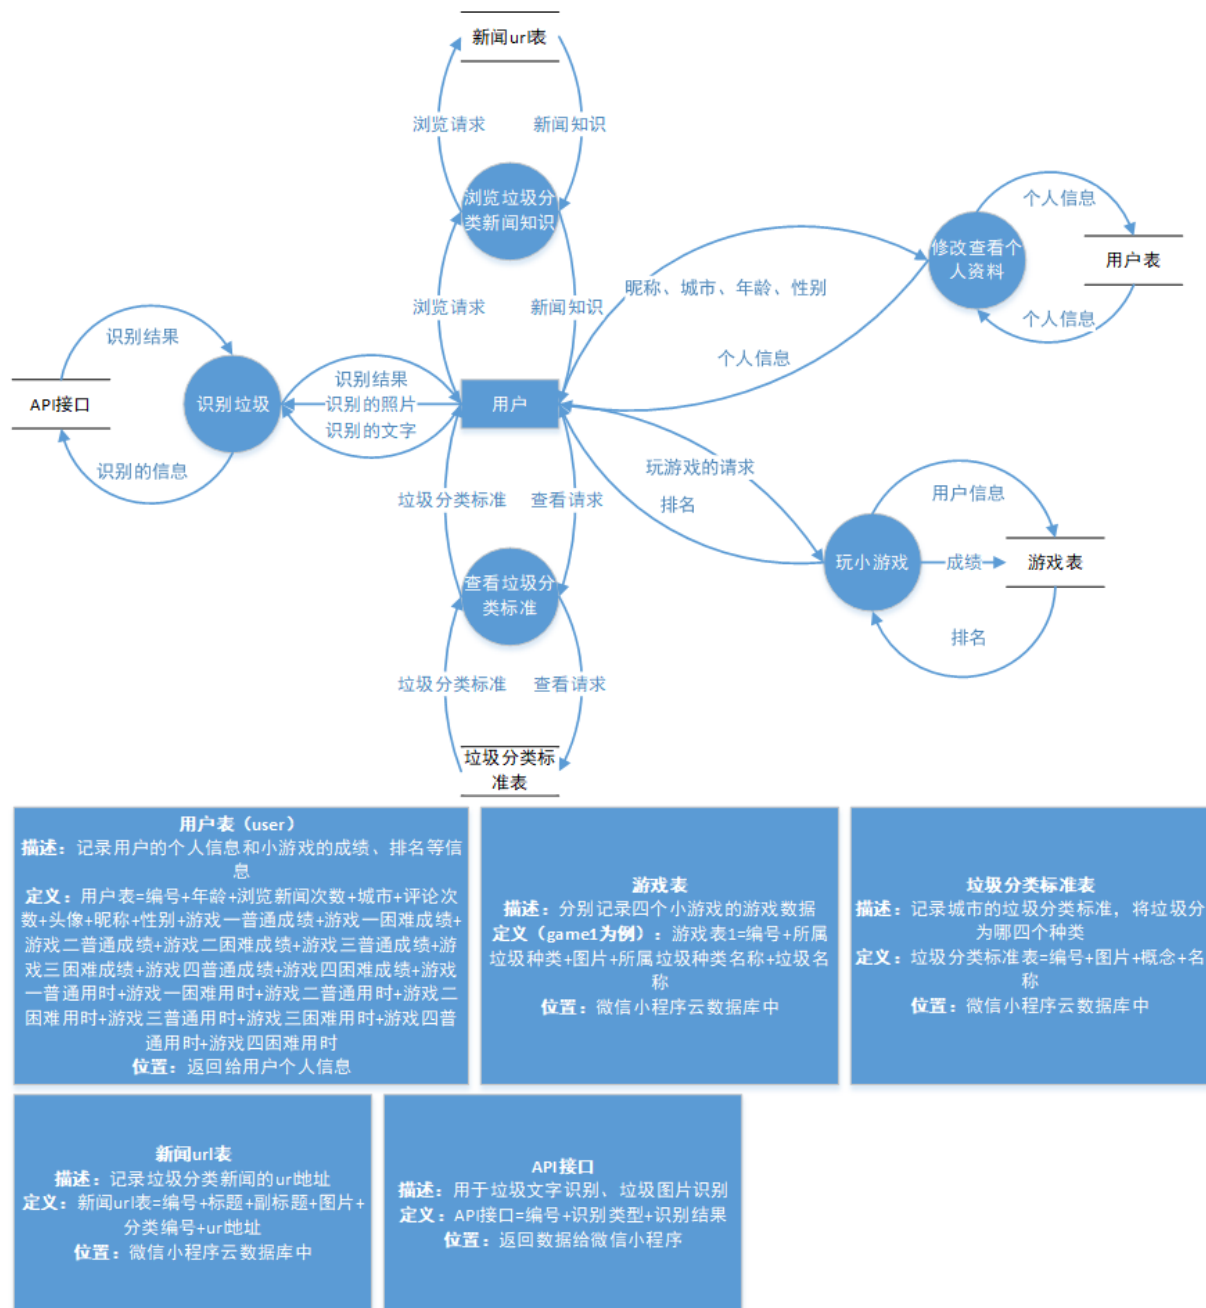 新闻url表
浏览请求
新闻知识
浏览垃圾分
类新闻知识
浏览请求
新闻知识
个人信息
修改查看个
人资料
用户表
个人信息
昵称、城市、年龄、性别
个人信息
识别结果
API接口
识别垃圾
识别的信息
识别结果
识别的照片
识别的文字
用户
玩游戏的请求
排名
用户信息
玩小游戏
成绩
游戏表
排名
垃圾分类标准
查看请求
查看垃圾分
类标准
垃圾分类标准
查看请求
垃圾分类标
准表
用户表（user）
描述：记录用户的个人信息和小游戏的成绩、排名等信
息
定义：用户表=编号+年龄+浏览新闻次数+城市+评论次
数+头像+昵称+性别+游戏一普通成绩+游戏一困难成绩+
游戏二普通成绩+游戏二困难成绩+游戏三普通成绩+游
戏三困难成绩+游戏四普通成绩+游戏四困难成绩+游戏
一普通用时+游戏一困难用时+游戏二普通用时+游戏二
困难用时+游戏三普通用时+游戏三困难用时+游戏四普
通用时+游戏四困难用时
位置：返回给用户个人信息
游戏表
描述：分别记录四个小游戏的游戏数据
定义（game1为例）：游戏表1=编号+所属
垃圾种类+图片+所属垃圾种类名称+垃圾名
称
位置：微信小程序云数据库中
垃圾分类标准表
描述：记录城市的垃圾分类标准，将垃圾分
为哪四个种类
定义：垃圾分类标准表=编号+图片+概念+名
称
位置：微信小程序云数据库中
新闻url表
描述：记录垃圾分类新闻的url地址
定义：新闻url表=编号+标题+副标题+图片+
分类编号+url地址
位置：微信小程序云数据库中
API接口
描述：用于垃圾文字识别、垃圾图片识别
定义：API接口=编号+识别类型+识别结果
位置：返回数据给微信小程序